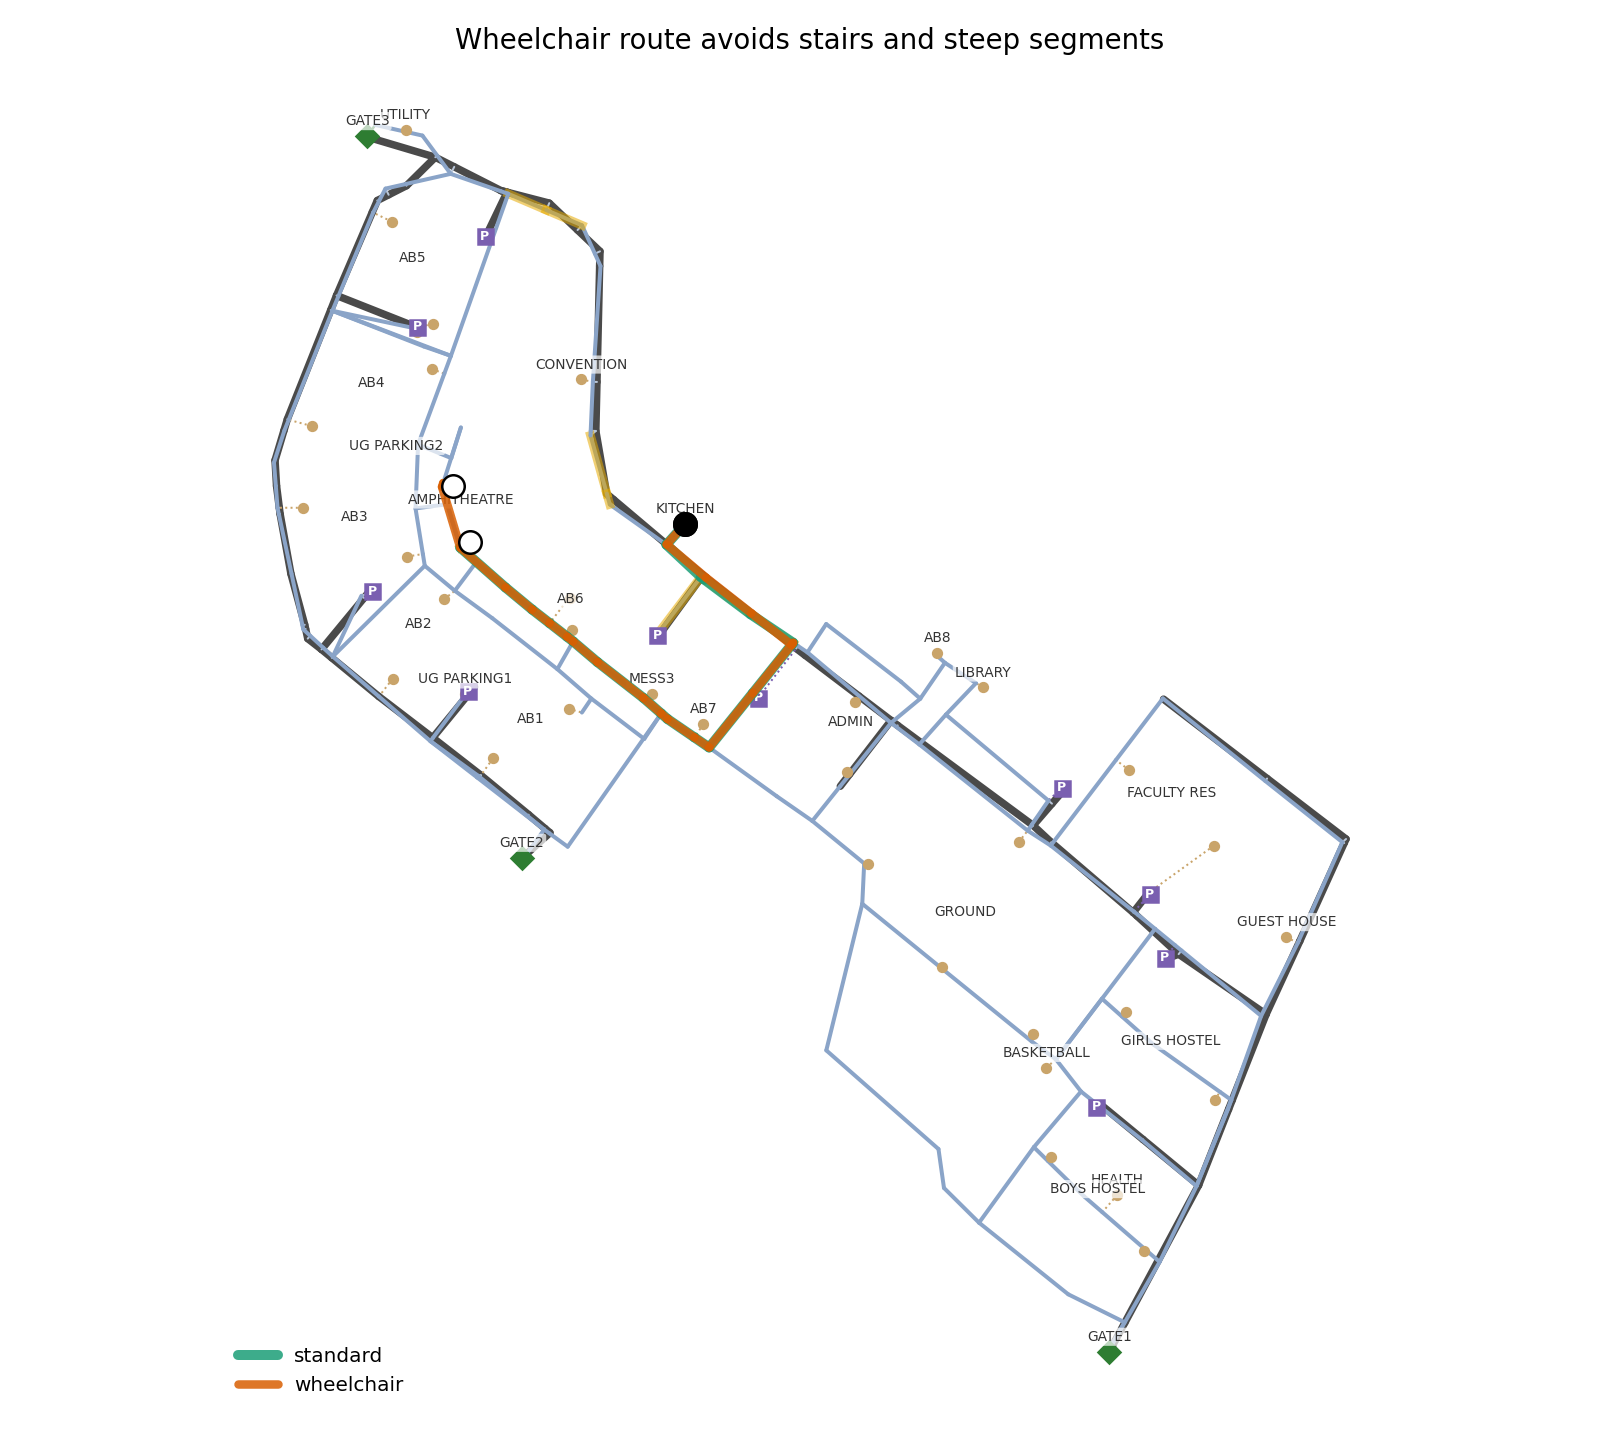 Wheelchair route avoids stairs and steep segments
UTILITY
GATE3
P
AB5
P
CONVENTION
AB4
UG PARKING2
AMPHITHEATRE
KITCHEN
AB3
P
AB6
AB2
P
AB8
LIBRARY
UG PARKING1
MESS3
P
P
AB7
AB1
ADMIN
P
FACULTY RES
GATE2
P
GROUND
GUEST HOUSE
P
GIRLS HOSTEL
BASKETBALL
P
HEALTH
BOYS HOSTEL
GATE1
standard
wheelchair